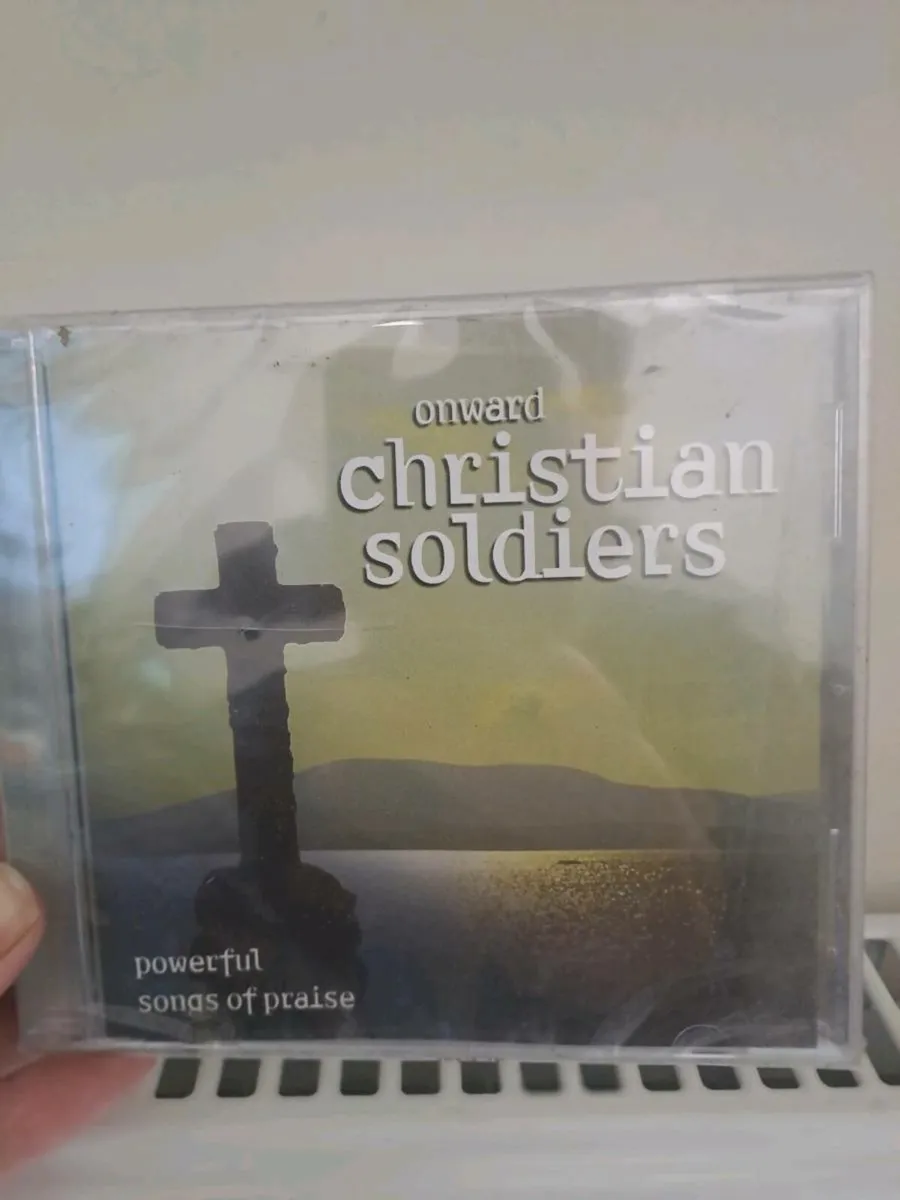 onward
christian
soldiers
powerful
songs of praise